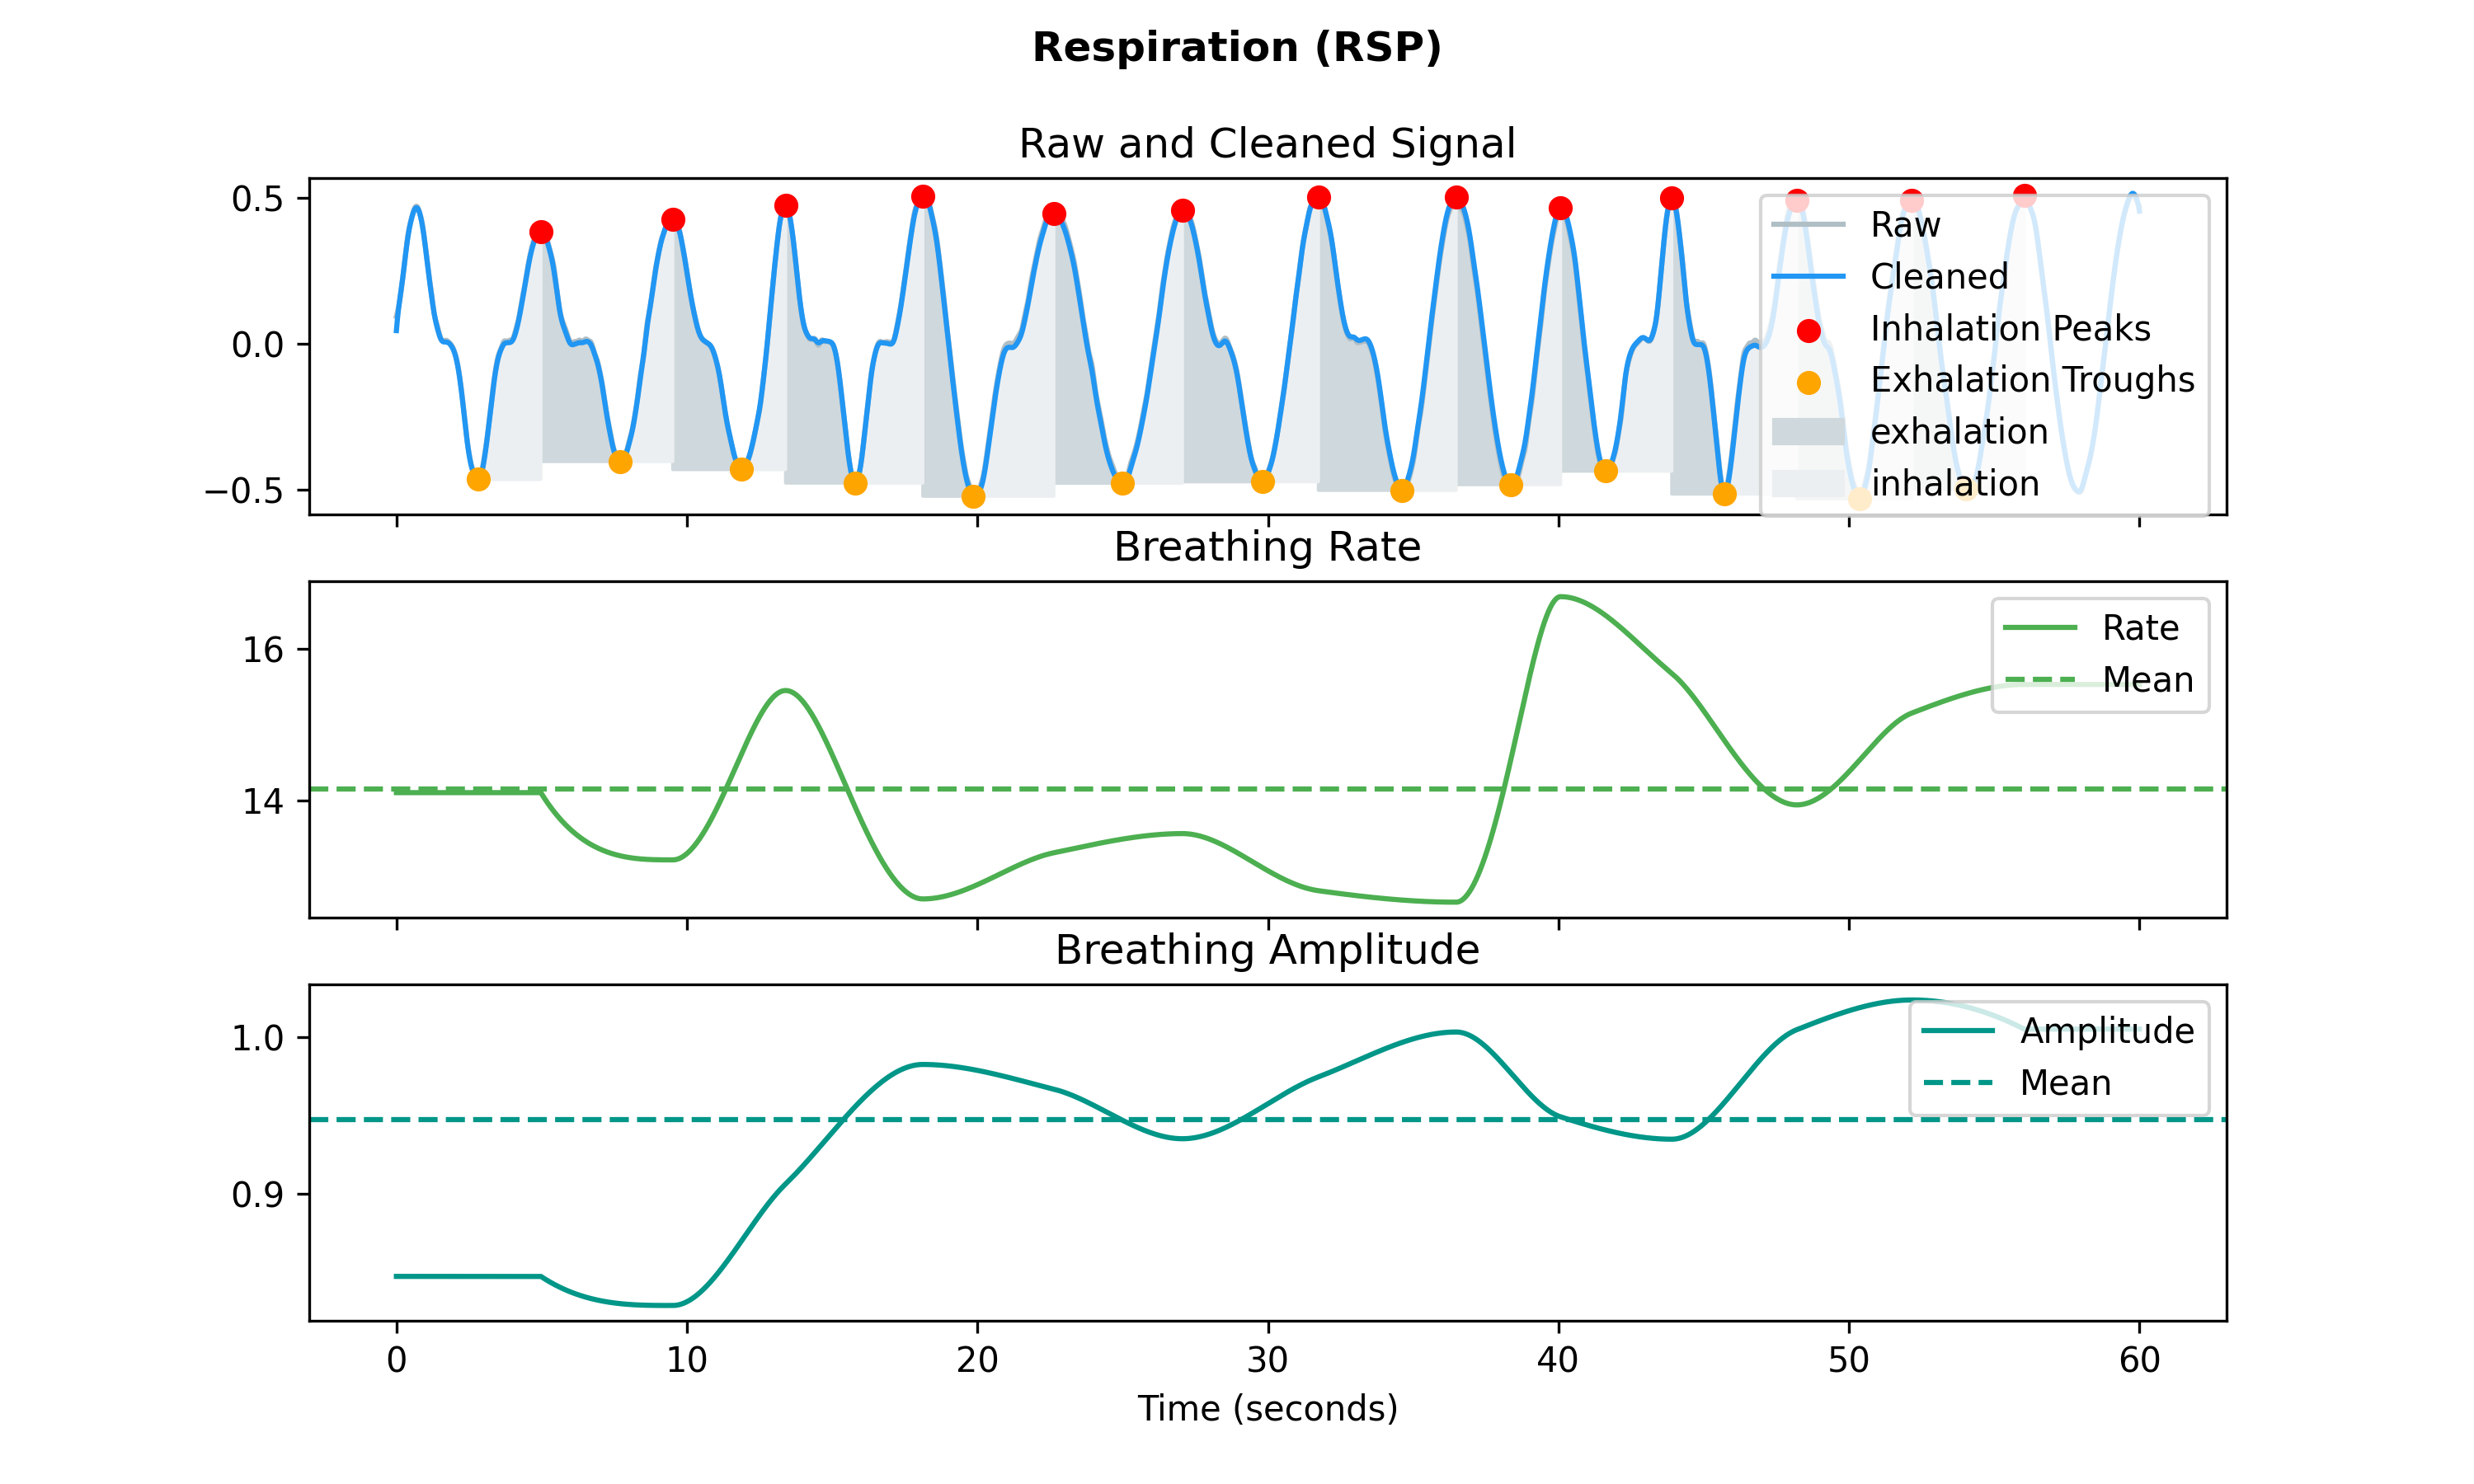 Respiration (RSP)
Raw and Cleaned Signal
0.5
0.0
−0.5
Raw
Cleaned
Inhalation Peaks
Exhalation Troughs
exhalation
inhalation
Breathing Rate
16
14
Rate
Mean
Breathing Amplitude
1.0
0.9
Amplitude
Mean
0 10 20 30 40 50 60
Time (seconds)